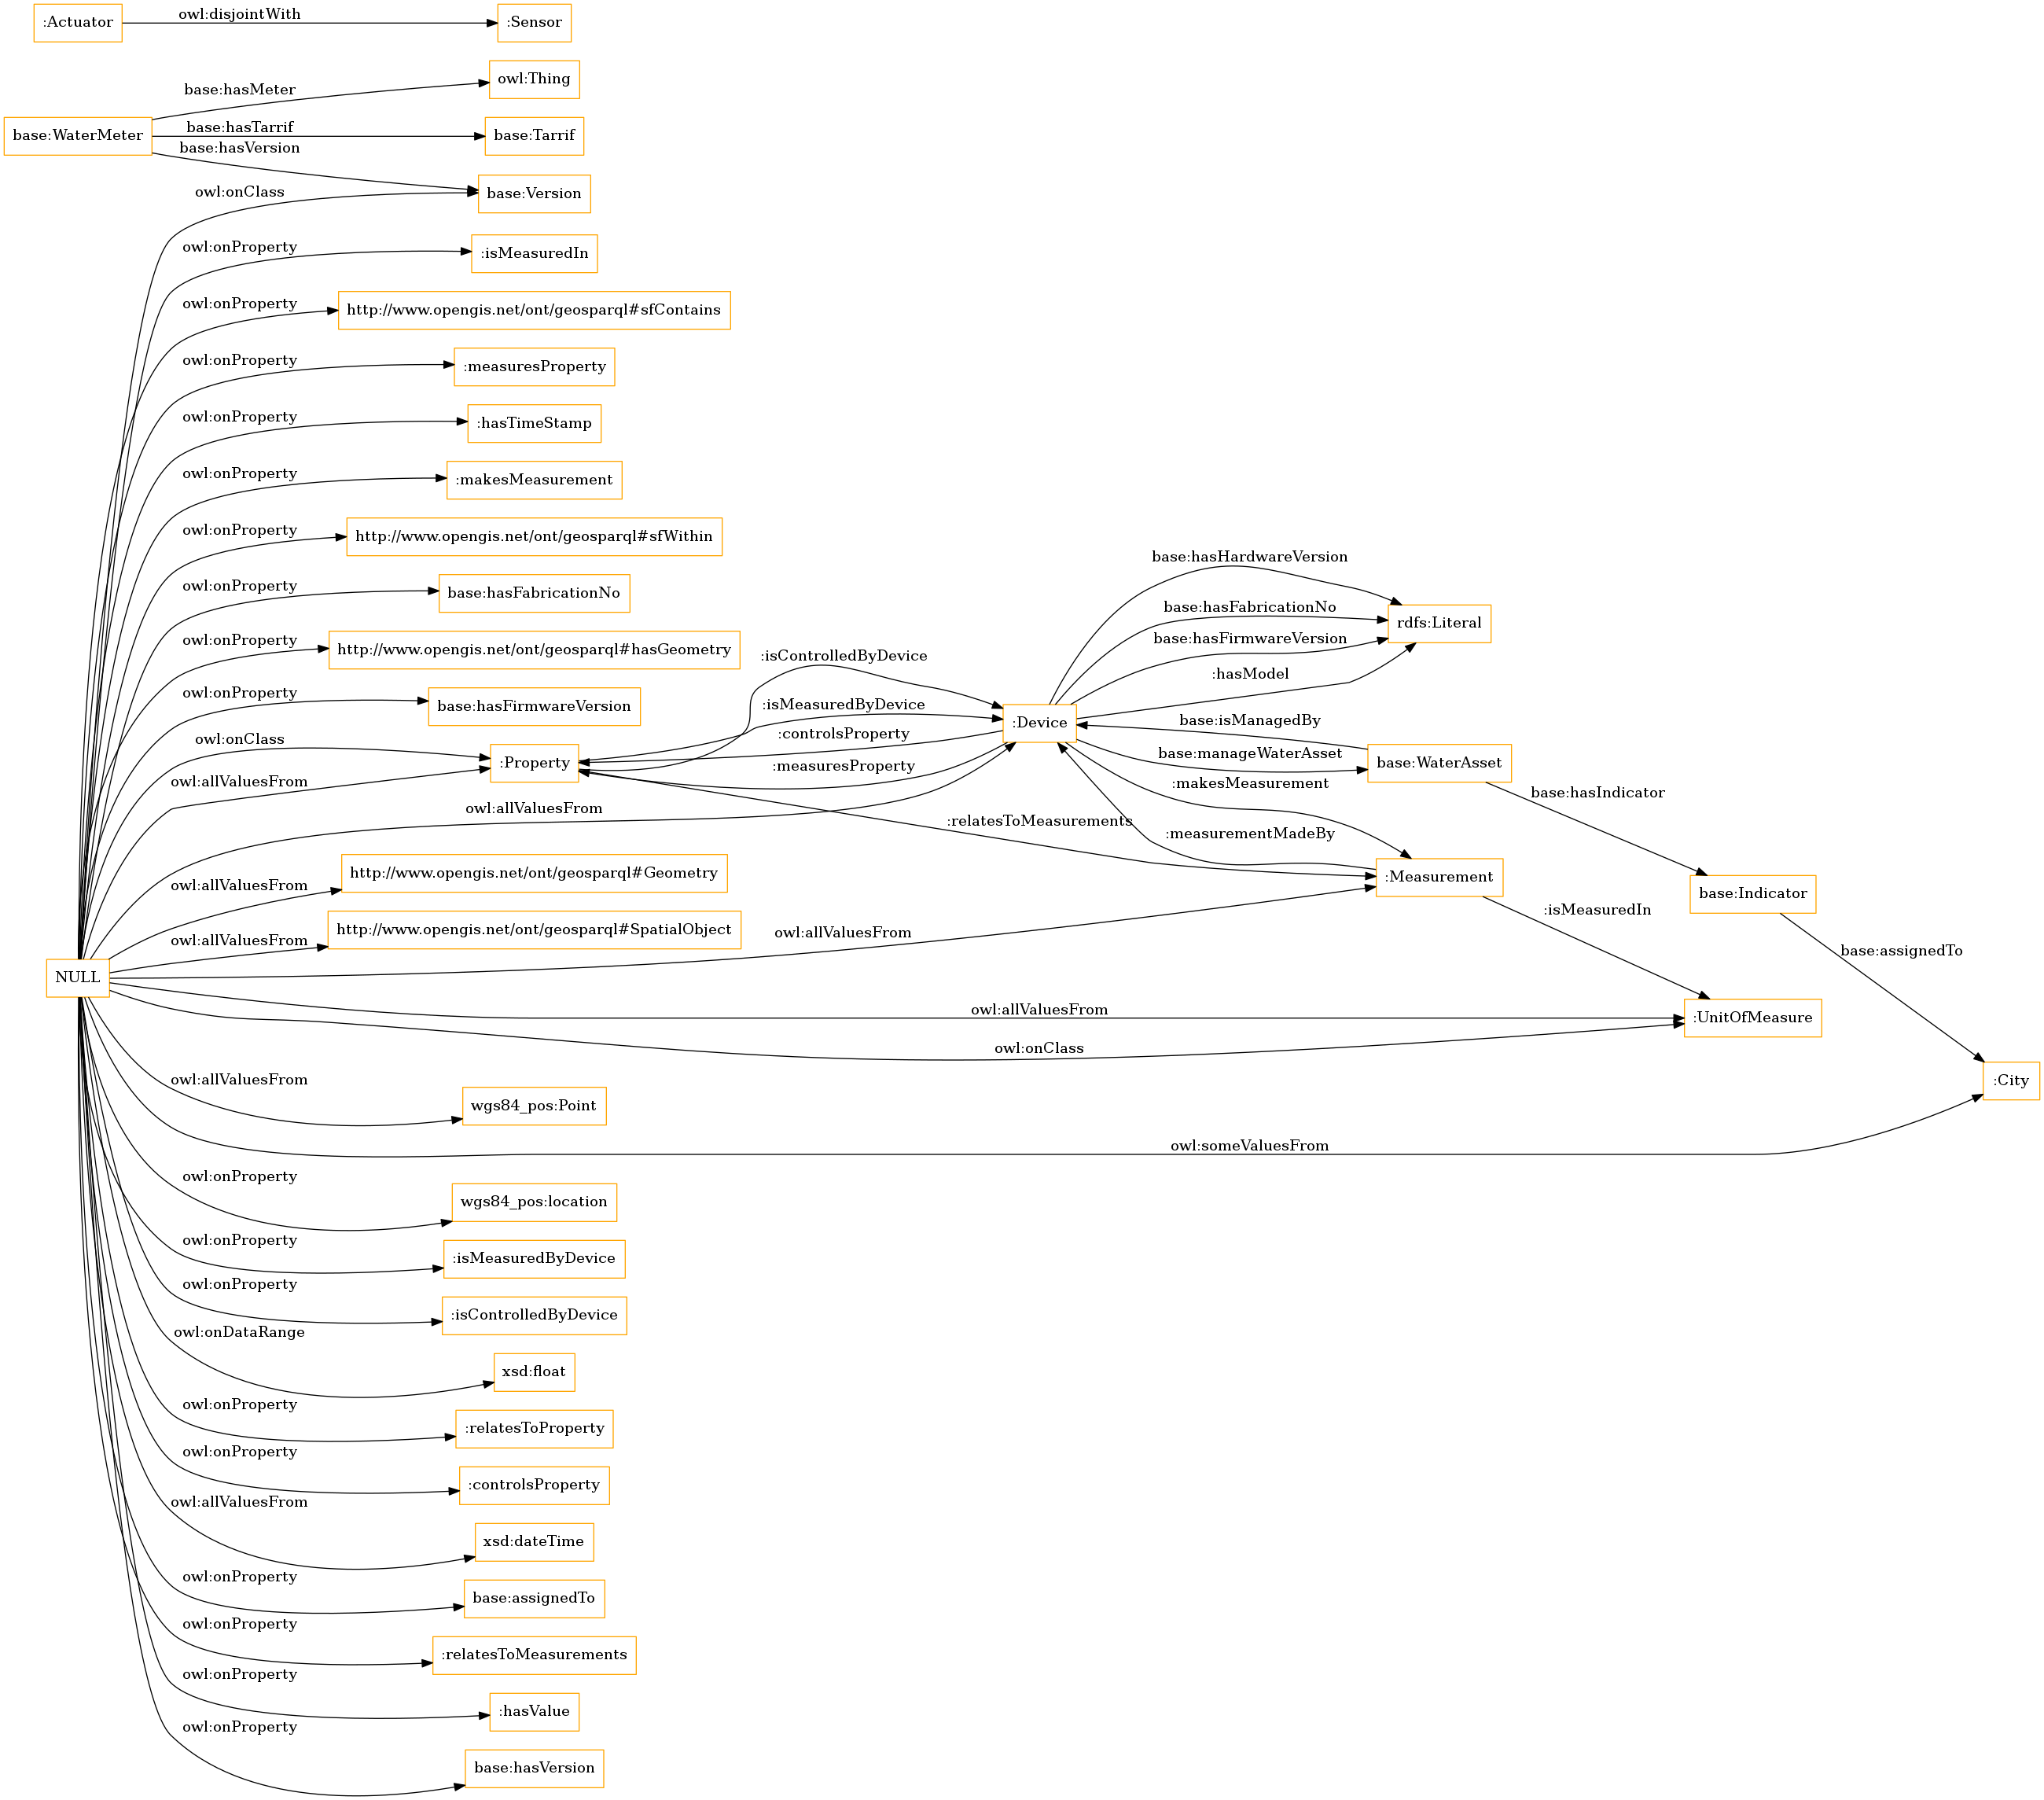 :Actuator
owl:disjointWith
:Sensor
owl:Thing
base:hasMeter
base:WaterMeter
base:hasTarrif
base:Tarrif
base:hasVersion
owl:onClass
base:Version
owl:onProperty
:isMeasuredIn
owl:onProperty
http://www.opengis.net/ont/geosparql#sfContains
owl:onProperty
:measuresProperty
owl:onProperty
:hasTimeStamp
owl:onProperty
:makesMeasurement
owl:onProperty
http://www.opengis.net/ont/geosparql#sfWithin
base:hasHardwareVersion
owl:onProperty
base:hasFabricationNo
base:hasFabricationNo
rdfs:Literal
owl:onProperty
http://www.opengis.net/ont/geosparql#hasGeometry
base:hasFirmwareVersion
:isControlledByDevice
:hasModel
owl:onProperty
base:hasFirmwareVersion
:isMeasuredByDevice
:Device
base:isManagedBy
owl:onClass
:controlsProperty
base:manageWaterAsset
:Property
:measuresProperty
base:WaterAsset
owl:allValuesFrom
:makesMeasurement
base:hasIndicator
owl:allValuesFrom
:relatesToMeasurements
:measurementMadeBy
owl:allValuesFrom
http://www.opengis.net/ont/geosparql#Geometry
:Measurement
base:Indicator
owl:allValuesFrom
http://www.opengis.net/ont/geosparql#SpatialObject
owl:allValuesFrom
:isMeasuredIn
base:assignedTo
NULL
owl:allValuesFrom
:UnitOfMeasure
owl:onClass
owl:allValuesFrom
wgs84_pos:Point
:City
owl:someValuesFrom
owl:onProperty
wgs84_pos:location
owl:onProperty
:isMeasuredByDevice
owl:onProperty
:isControlledByDevice
owl:onDataRange
xsd:float
owl:onProperty
:relatesToProperty
owl:onProperty
:controlsProperty
owl:allValuesFrom
xsd:dateTime
owl:onProperty
base:assignedTo
owl:onProperty
:relatesToMeasurements
owl:onProperty
:hasValue
owl:onProperty
base:hasVersion